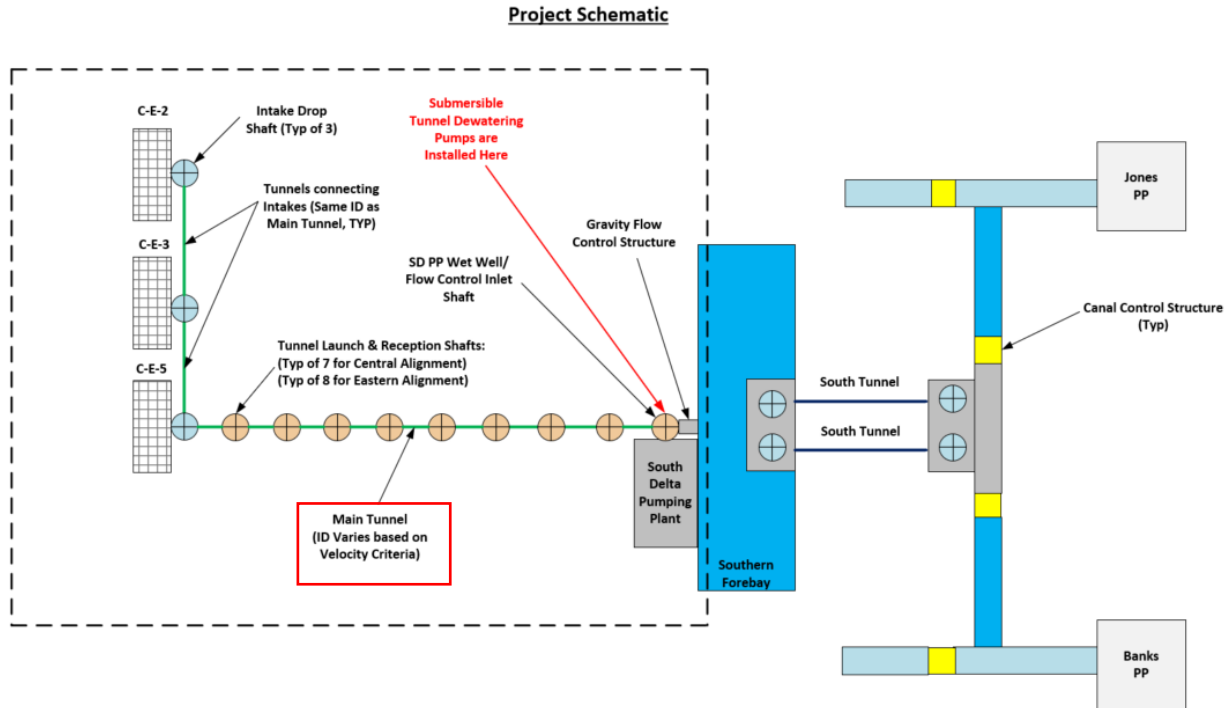 Project Schematic
C-E-2
Intake Drop
Shaft (Typ of 3)
Submersible
Tunnel Dewatering
Pumps are
Installed Here
Tunnels connecting
Intakes (Same ID as
Main Tunnel, TYP)
Jones
PP
Gravity Flow
Control Structure
C-E-3
SD PP Wet Well/
Flow Control Inlet
Shaft
Canal Control Structure
(Typ)
Tunnel Launch & Reception Shafts:
(Typ of 7 for Central Alignment)
(Typ of 8 for Eastern Alignment)
C-E-5
South Tunnel
South Tunnel
South
Delta
Pumping
Plant
Main Tunnel
(ID Varies based on
Velocity Criteria)
Southern
Forebay
Banks
PP